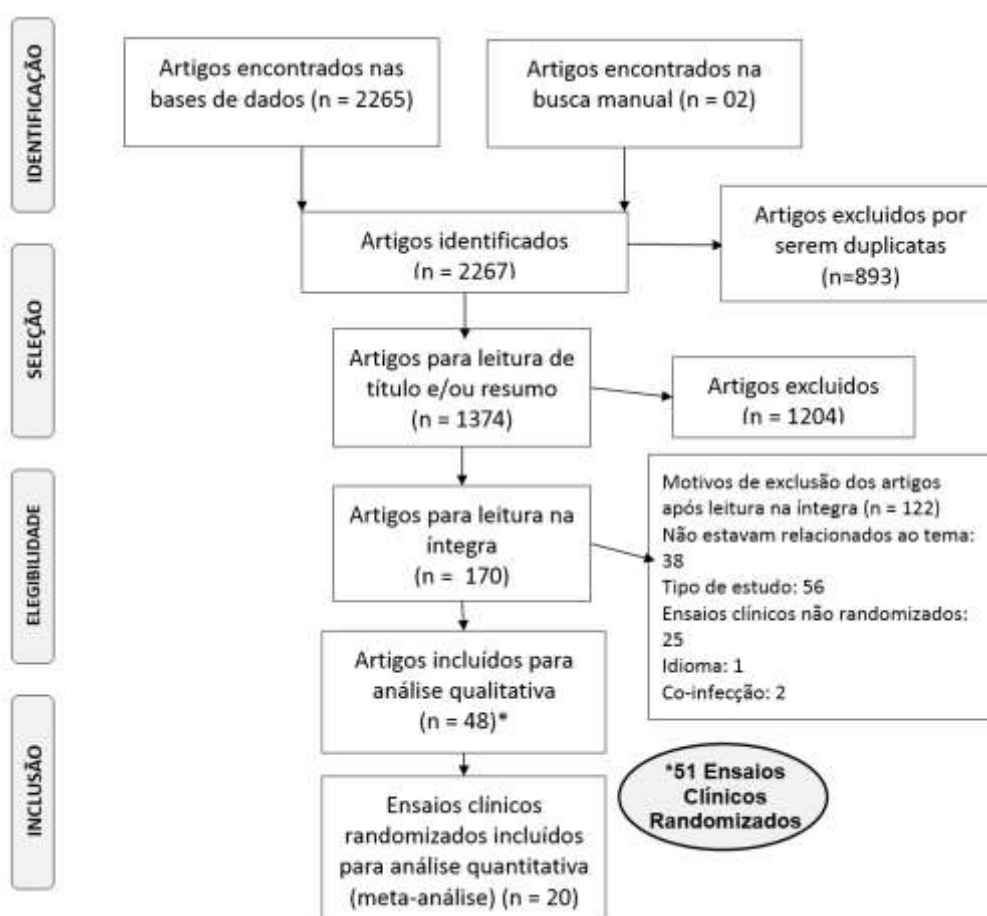 IDENTIFICAÇÃO
Artigos encontrados nas
bases de dados (n = 2265)
Artigos encontrados na
busca manual (n = 02)
Artigos identificados
(n = 2267)
Artigos excluidos por
serem duplicatas
(n=893)
SELEÇÃO
Artigos para leitura de
título e/ou resumo
(n = 1374)
Artigos excluidos
(n = 1204)
ELEGIBILIDADE
Artigos para leitura na
íntegra
(n = 170)
Motivos de exclusão dos artigos
após leitura na íntegra (n = 122)
Não estavam relacionados ao tema:
38
Tipo de estudo: 56
Ensaios clínicos não randomizados:
25
Idioma: 1
Co-infecção: 2
Artigos incluídos para
análise qualitativa
(n = 48)*
INCLUSÃO
*51 Ensaios
Clínicos
Randomizados
Ensaios clínicos
randomizados incluídos
para análise quantitativa
(meta-análise) (n = 20)